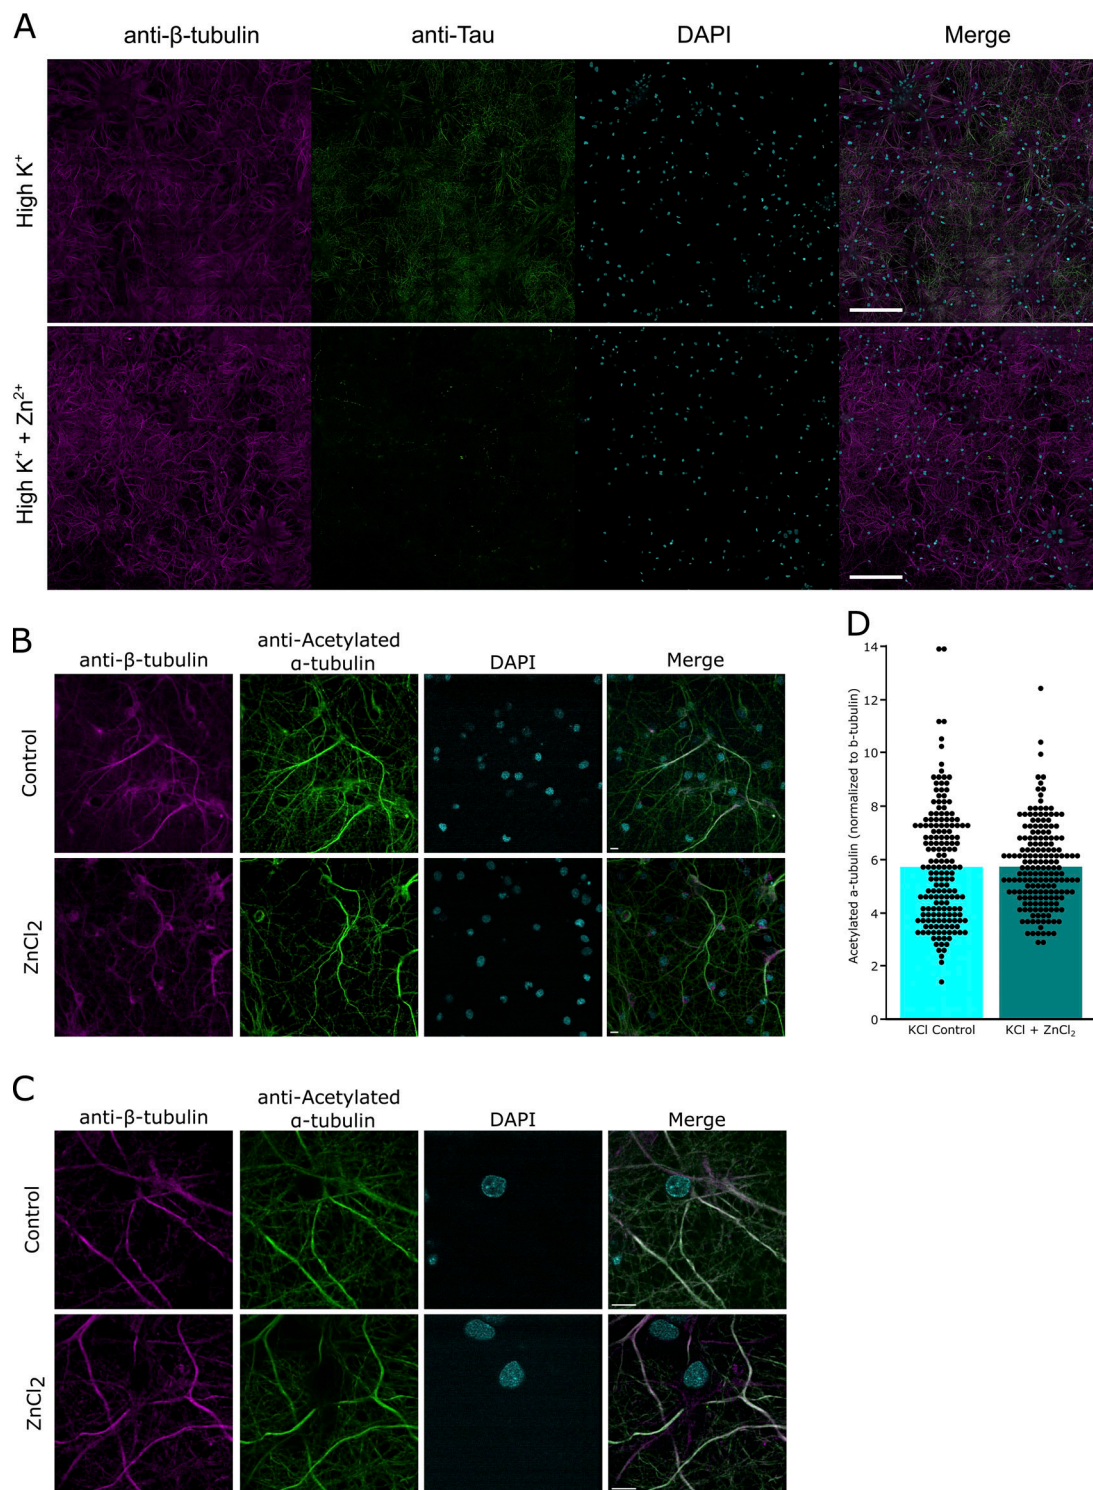 A
anti-β-tubulin anti-Tau DAPI Merge
High K⁺
High K⁺ + Zn²⁺
B
anti-β-tubulin anti-Acetylated α-tubulin DAPI Merge
Control
ZnCl₂
D
Acetylated a-tubulin (normalized to b-tubulin)
14
12
10
8
6
4
2
0
KCl Control KCl + ZnCl₂
C
anti-β-tubulin anti-Acetylated α-tubulin DAPI Merge
Control
ZnCl₂